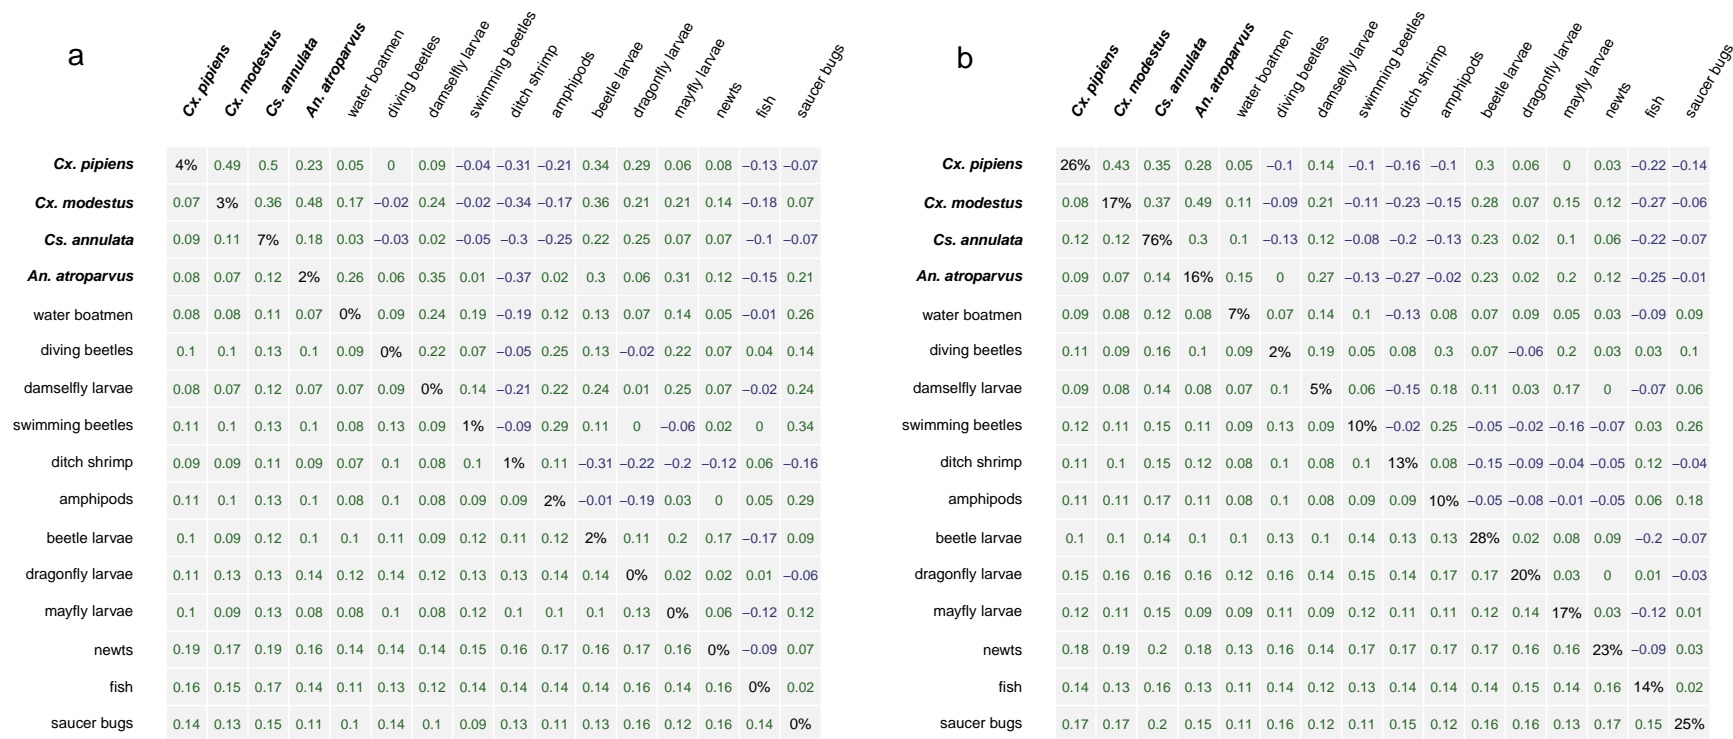 a
Cx. pipiens Cx. modestus Cs. annulata An. atroparvus water boatmen diving beetles damselfly larvae swimming beetles ditch shrimp amphipods beetle larvae dragonfly larvae mayfly larvae newts fish saucer bugs
Cx. pipiens 4% 0.49 0.5 0.23 0.05 0 0.09 −0.04 −0.31 −0.21 0.34 0.29 0.06 0.08 −0.13 −0.07
Cx. modestus 0.07 3% 0.36 0.48 0.17 −0.02 0.24 −0.02 −0.34 −0.17 0.36 0.21 0.21 0.14 −0.18 0.07
Cs. annulata 0.09 0.11 7% 0.18 0.03 −0.03 0.02 −0.05 −0.3 −0.25 0.22 0.25 0.07 0.07 −0.1 −0.07
An. atroparvus 0.08 0.07 0.12 2% 0.26 0.06 0.35 0.01 −0.37 0.02 0.3 0.06 0.31 0.12 −0.15 0.21
water boatmen 0.08 0.08 0.11 0.07 0% 0.09 0.24 0.19 −0.19 0.12 0.13 0.07 0.14 0.05 −0.01 0.26
diving beetles 0.1 0.1 0.13 0.1 0.09 0% 0.22 0.07 −0.05 0.25 0.13 −0.02 0.22 0.07 0.04 0.14
damselfly larvae 0.08 0.07 0.12 0.07 0.07 0.09 0% 0.14 −0.21 0.22 0.24 0.01 0.25 0.07 −0.02 0.24
swimming beetles 0.11 0.1 0.13 0.1 0.08 0.13 0.09 1% −0.09 0.29 0.11 0 −0.06 0.02 0 0.34
ditch shrimp 0.09 0.09 0.11 0.09 0.07 0.1 0.08 0.1 1% 0.11 −0.31 −0.22 −0.2 −0.12 0.06 −0.16
amphipods 0.11 0.1 0.13 0.1 0.08 0.1 0.08 0.09 0.09 2% −0.01 −0.19 0.03 0 0.05 0.29
beetle larvae 0.1 0.09 0.12 0.1 0.1 0.11 0.09 0.12 0.11 0.12 2% 0.11 0.2 0.17 −0.17 0.09
dragonfly larvae 0.11 0.13 0.13 0.14 0.12 0.14 0.12 0.13 0.13 0.14 0.14 0% 0.02 0.02 0.01 −0.06
mayfly larvae 0.1 0.09 0.13 0.08 0.08 0.1 0.08 0.12 0.1 0.1 0.1 0.13 0% 0.06 −0.12 0.12
newts 0.19 0.17 0.19 0.16 0.14 0.14 0.14 0.15 0.16 0.17 0.16 0.17 0.16 0% −0.09 0.07
fish 0.16 0.15 0.17 0.14 0.11 0.13 0.12 0.14 0.14 0.14 0.14 0.16 0.14 0.16 0% 0.02
saucer bugs 0.14 0.13 0.15 0.11 0.1 0.14 0.1 0.09 0.13 0.11 0.13 0.16 0.12 0.16 0.14 0%
b
Cx. pipiens Cx. modestus Cs. annulata An. atroparvus water boatmen diving beetles damselfly larvae swimming beetles ditch shrimp amphipods beetle larvae dragonfly larvae mayfly larvae newts fish saucer bugs
Cx. pipiens 26% 0.43 0.35 0.28 0.05 −0.1 0.14 −0.1 −0.16 −0.1 0.3 0.06 0 0.03 −0.22 −0.14
Cx. modestus 0.08 17% 0.37 0.49 0.11 −0.09 0.21 −0.11 −0.23 −0.15 0.28 0.07 0.15 0.12 −0.27 −0.06
Cs. annulata 0.12 0.12 76% 0.3 0.1 −0.13 0.12 −0.08 −0.2 −0.13 0.23 0.02 0.1 0.06 −0.22 −0.07
An. atroparvus 0.09 0.07 0.14 16% 0.15 0 0.27 −0.13 −0.27 −0.02 0.23 0.02 0.2 0.12 −0.25 −0.01
water boatmen 0.09 0.08 0.12 0.08 7% 0.07 0.14 0.1 −0.13 0.08 0.07 0.09 0.05 0.03 −0.09 0.09
diving beetles 0.11 0.09 0.16 0.1 0.09 2% 0.19 0.05 0.08 0.3 0.07 −0.06 0.2 0.03 0.03 0.1
damselfly larvae 0.09 0.08 0.14 0.08 0.07 0.1 5% 0.06 −0.15 0.18 0.11 0.03 0.17 0 −0.07 0.06
swimming beetles 0.12 0.11 0.15 0.11 0.09 0.13 0.09 10% −0.02 0.25 −0.05 −0.02 −0.16 −0.07 0.03 0.26
ditch shrimp 0.11 0.1 0.15 0.12 0.08 0.1 0.08 0.1 13% 0.08 −0.15 −0.09 −0.04 −0.05 0.12 −0.04
amphipods 0.11 0.11 0.17 0.11 0.08 0.1 0.08 0.09 0.09 10% −0.05 −0.08 −0.01 −0.05 0.06 0.18
beetle larvae 0.1 0.1 0.14 0.1 0.1 0.13 0.1 0.14 0.13 0.13 28% 0.02 0.08 0.09 −0.2 −0.07
dragonfly larvae 0.15 0.16 0.16 0.16 0.12 0.16 0.14 0.15 0.14 0.17 0.17 20% 0.03 0 0.01 −0.03
mayfly larvae 0.12 0.11 0.15 0.09 0.09 0.11 0.09 0.12 0.11 0.11 0.12 0.14 17% 0.03 −0.12 0.01
newts 0.18 0.19 0.2 0.18 0.13 0.16 0.14 0.17 0.17 0.17 0.17 0.16 0.16 23% −0.09 0.03
fish 0.14 0.13 0.16 0.13 0.11 0.14 0.12 0.13 0.14 0.14 0.14 0.15 0.14 0.16 14% 0.02
saucer bugs 0.17 0.17 0.2 0.15 0.11 0.16 0.12 0.11 0.15 0.12 0.16 0.16 0.13 0.17 0.15 25%